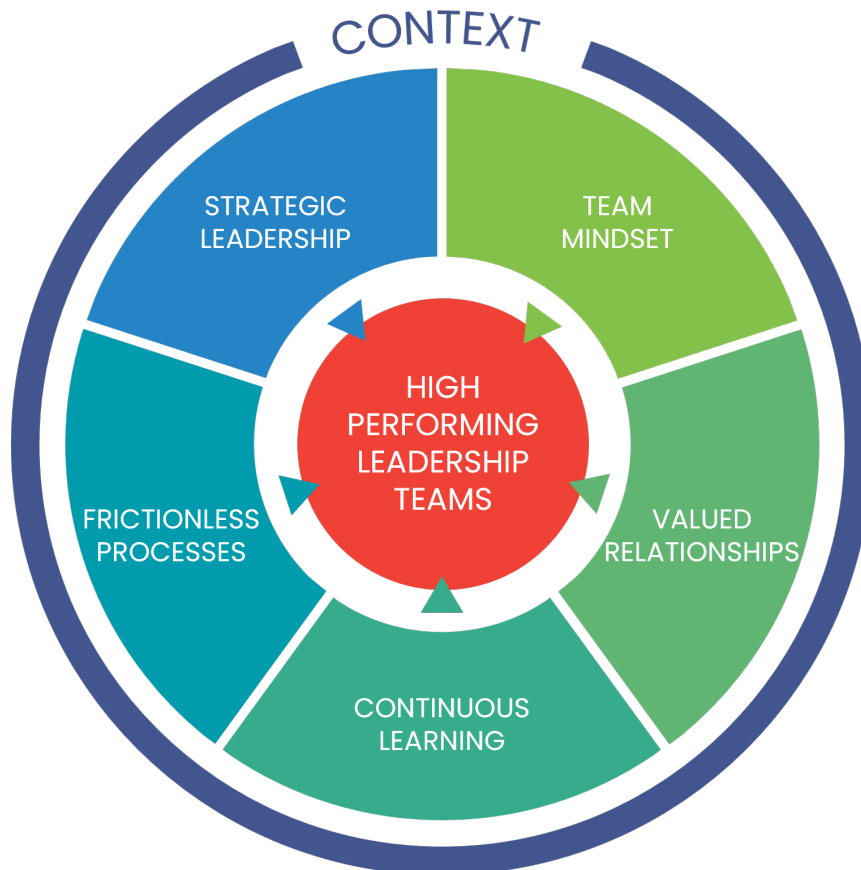 CONTEXT
STRATEGIC
LEADERSHIP
TEAM
MINDSET
HIGH
PERFORMING
LEADERSHIP
TEAMS
FRICTIONLESS
PROCESSES
VALUED
RELATIONSHIPS
CONTINUOUS
LEARNING